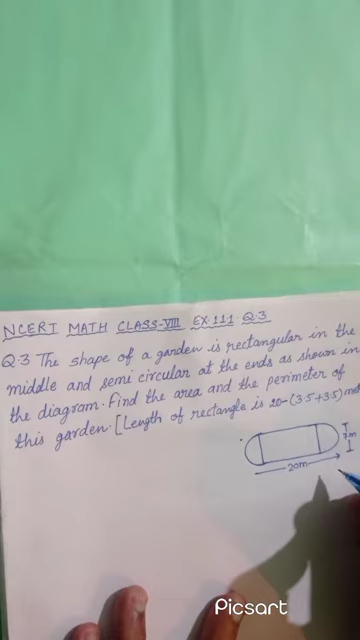 NCERT MATH CLASS-VIII EX.11.1 Q.3
Q.3 The shape of a garden is rectangular in the
middle and semi circular at the ends as shown in
the diagram. Find the area and the perimeter of
this garden. [Length of rectangle is 20-(3.5+3.5) met
7m
20m
Picsart